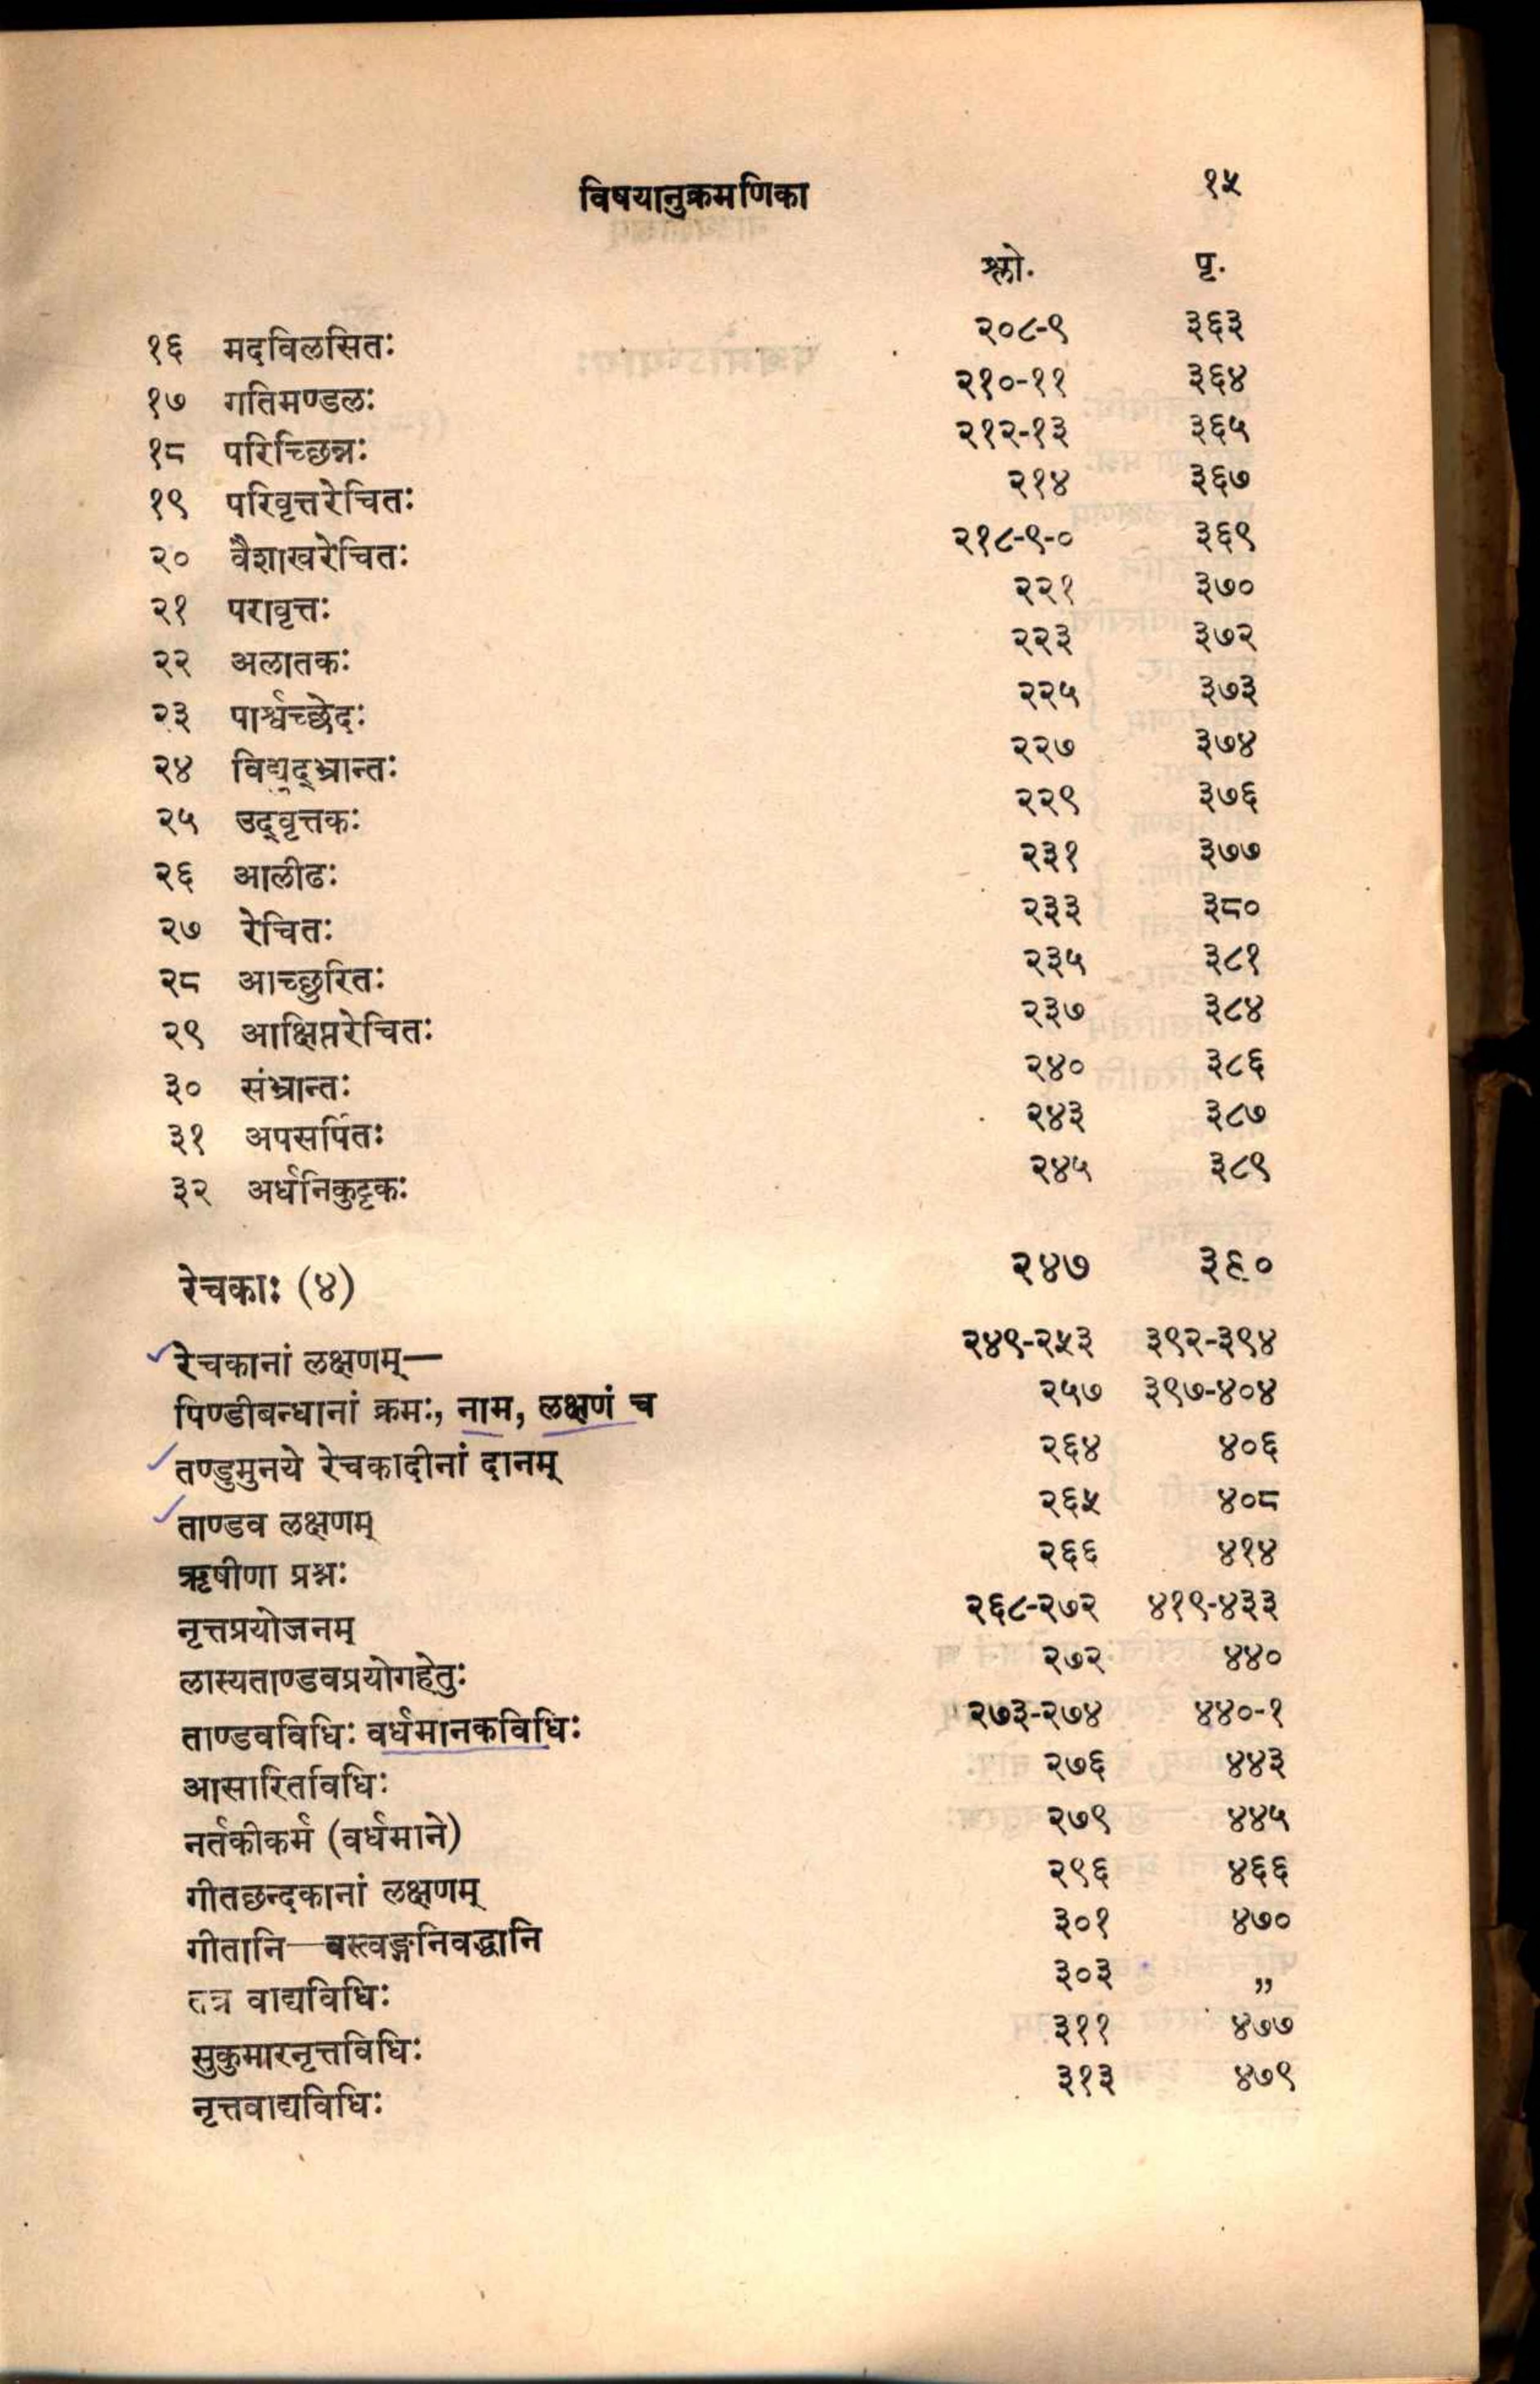 विषयानुक्रमणिका १५
श्लो. पृ.
१६ मदविलसितः २०८-९ ३६३
१७ गतिमण्डलः २१०-११ ३६४
१८ परिच्छिन्नः २१२-१३ ३६५
१९ परिवृत्तरेचितः २१४ ३६७
२० वैशाखरेचितः २१८-९-० ३६९
२१ परावृत्तः २२१ ३७०
२२ अलातकः २२३ ३७२
२३ पार्श्वच्छेदः २२५ ३७३
२४ विद्युद्भ्रान्तः २२७ ३७४
२५ उद्वृत्तकः २२९ ३७६
२६ आलीढः २३१ ३७७
२७ रेचितः २३३ ३८०
२८ आच्छुरितः २३५ ३८१
२९ आक्षिप्तरेचितः २३७ ३८४
३० संभ्रान्तः २४० ३८६
३१ अपसर्पितः २४३ ३८७
३२ अर्धनिकुट्टकः २४५ ३८९
रेचकाः (४) २४७ ३९०
रेचकानां लक्षणम्— २४९-२५३ ३९२-३९४
पिण्डीबन्धानां क्रमः, नाम, लक्षणं च २५७ ३९७-४०४
तण्डुमुनये रेचकादीनां दानम् २६४ ४०६
ताण्डव लक्षणम् २६५ ४०८
ऋषीणा प्रश्नः २६६ ४१४
नृत्तप्रयोजनम् २६८-२७२ ४१९-४३३
लास्यताण्डवप्रयोगहेतुः २७२ ४४०
ताण्डवविधिः वर्धमानकविधिः २७३-२७४ ४४०-१
आसारितविधिः २७६ ४४३
नर्तकीकर्म (वर्धमाने) २७९ ४४५
गीतछन्दकानां लक्षणम् २९६ ४६६
गीतानि—वस्त्वङ्गनिवद्धानि ३०१ ४७०
तत्र वाद्यविधिः ३०३ ,,
सुकुमारनृत्तविधिः ३११ ४७७
नृत्तवाद्यविधिः ३१३ ४७९